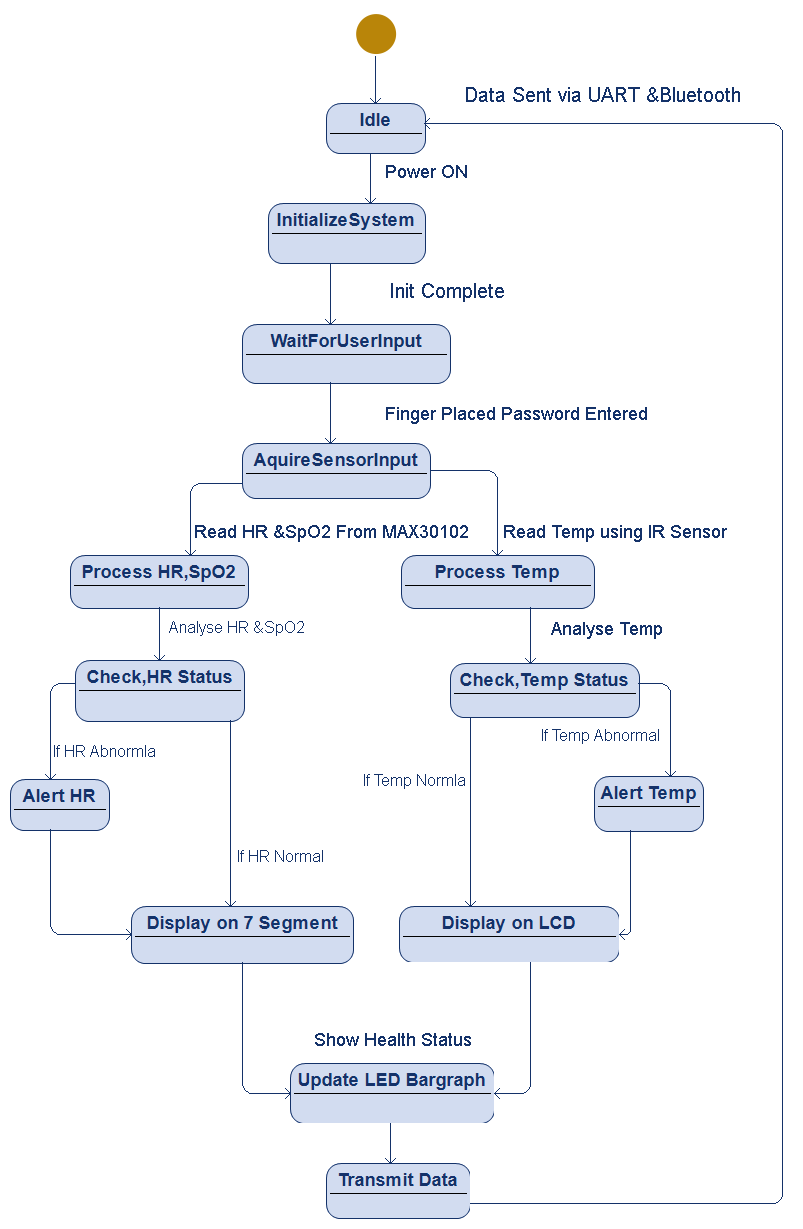 Data Sent via UART &Bluetooth
Idle
Power ON
InitializeSystem
Init Complete
WaitForUserInput
Finger Placed Password Entered
AquireSensorInput
Read HR &SpO2 From MAX30102
Read Temp using IR Sensor
Process HR,SpO2
Process Temp
Analyse HR &SpO2
Analyse Temp
Check,HR Status
Check,Temp Status
If HR Abnormla
If Temp Abnormal
If Temp Normla
Alert HR
Alert Temp
If HR Normal
Display on 7 Segment
Display on LCD
Show Health Status
Update LED Bargraph
Transmit Data